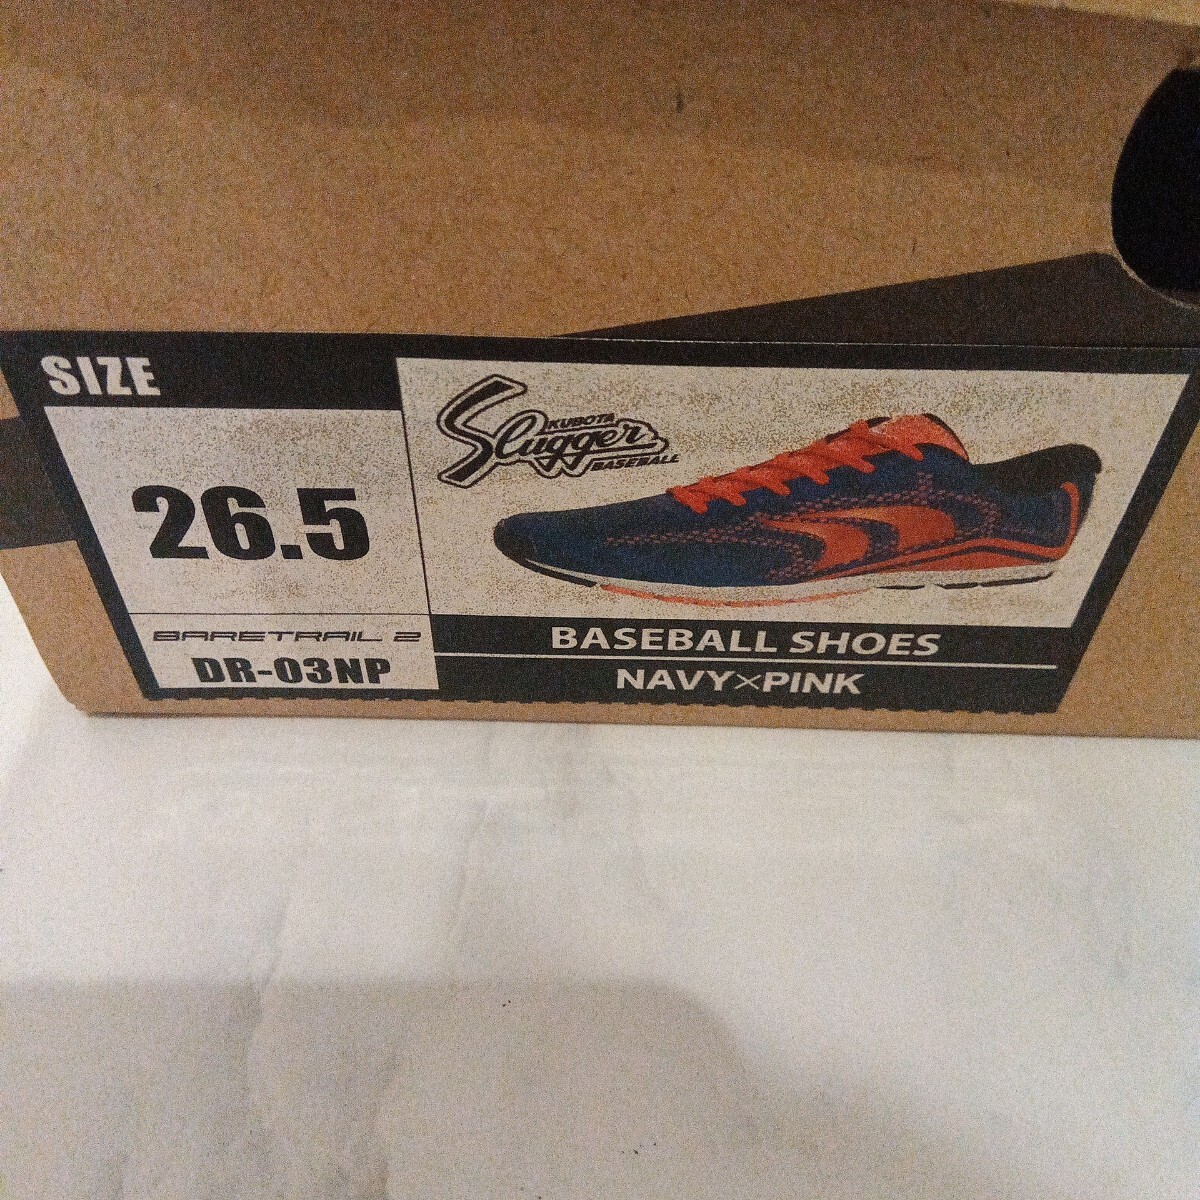 SIZE
26.5
BARETRAIL 2
DR-03NP
KUBOTA
Slugger
BASEBALL
BASEBALL SHOES
NAVY×PINK